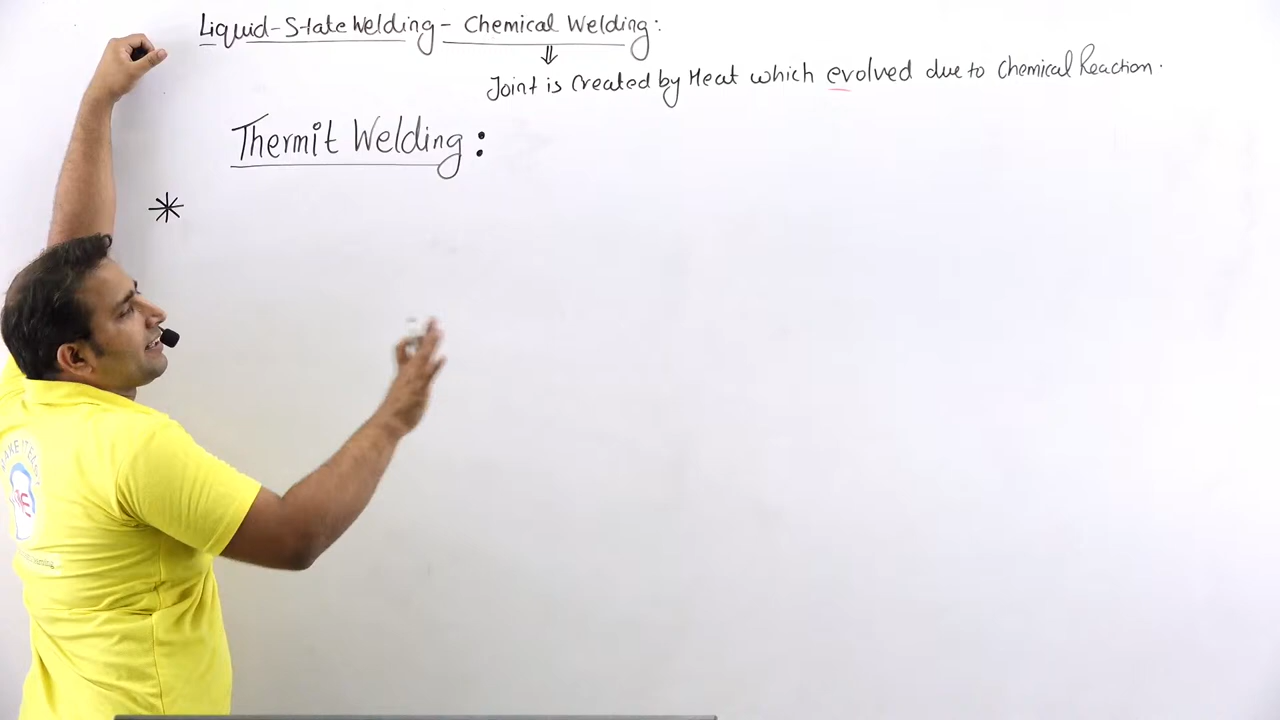 Liquid-State Welding - Chemical Welding:
⇓
Joint is created by Heat which evolved due to Chemical Reaction.
Thermit Welding:
*